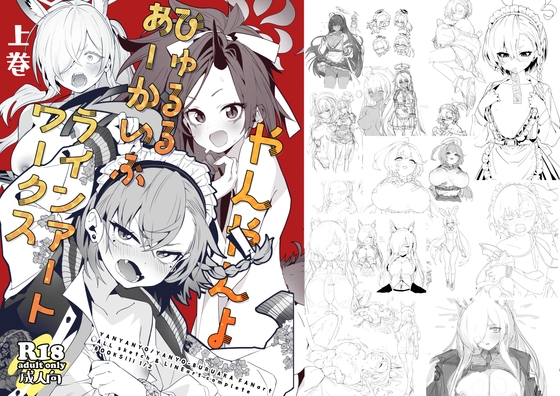 上巻
やんやんよ
ひゅるる
あーかいぶ
ラインアート
ワークス
YANYANYO
R18
adult only
成人向